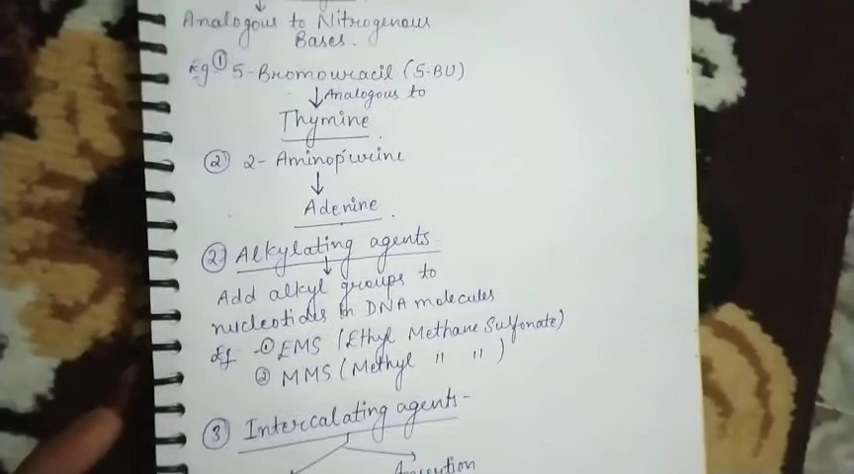 Analogous to Nitrogenous
Bases.
Eg ① 5-Bromouracil (5-BU)
↓ Analogous to
Thymine.
② 2-Aminopurine
↓
Adenine.
② Alkylating agents
↓
Add alkyl groups to
nucleotides in DNA molecules
Eg - ① EMS (Ethyl Methane Sulfonate)
② MMS (Methyl " " )
③ Intercalating agents-